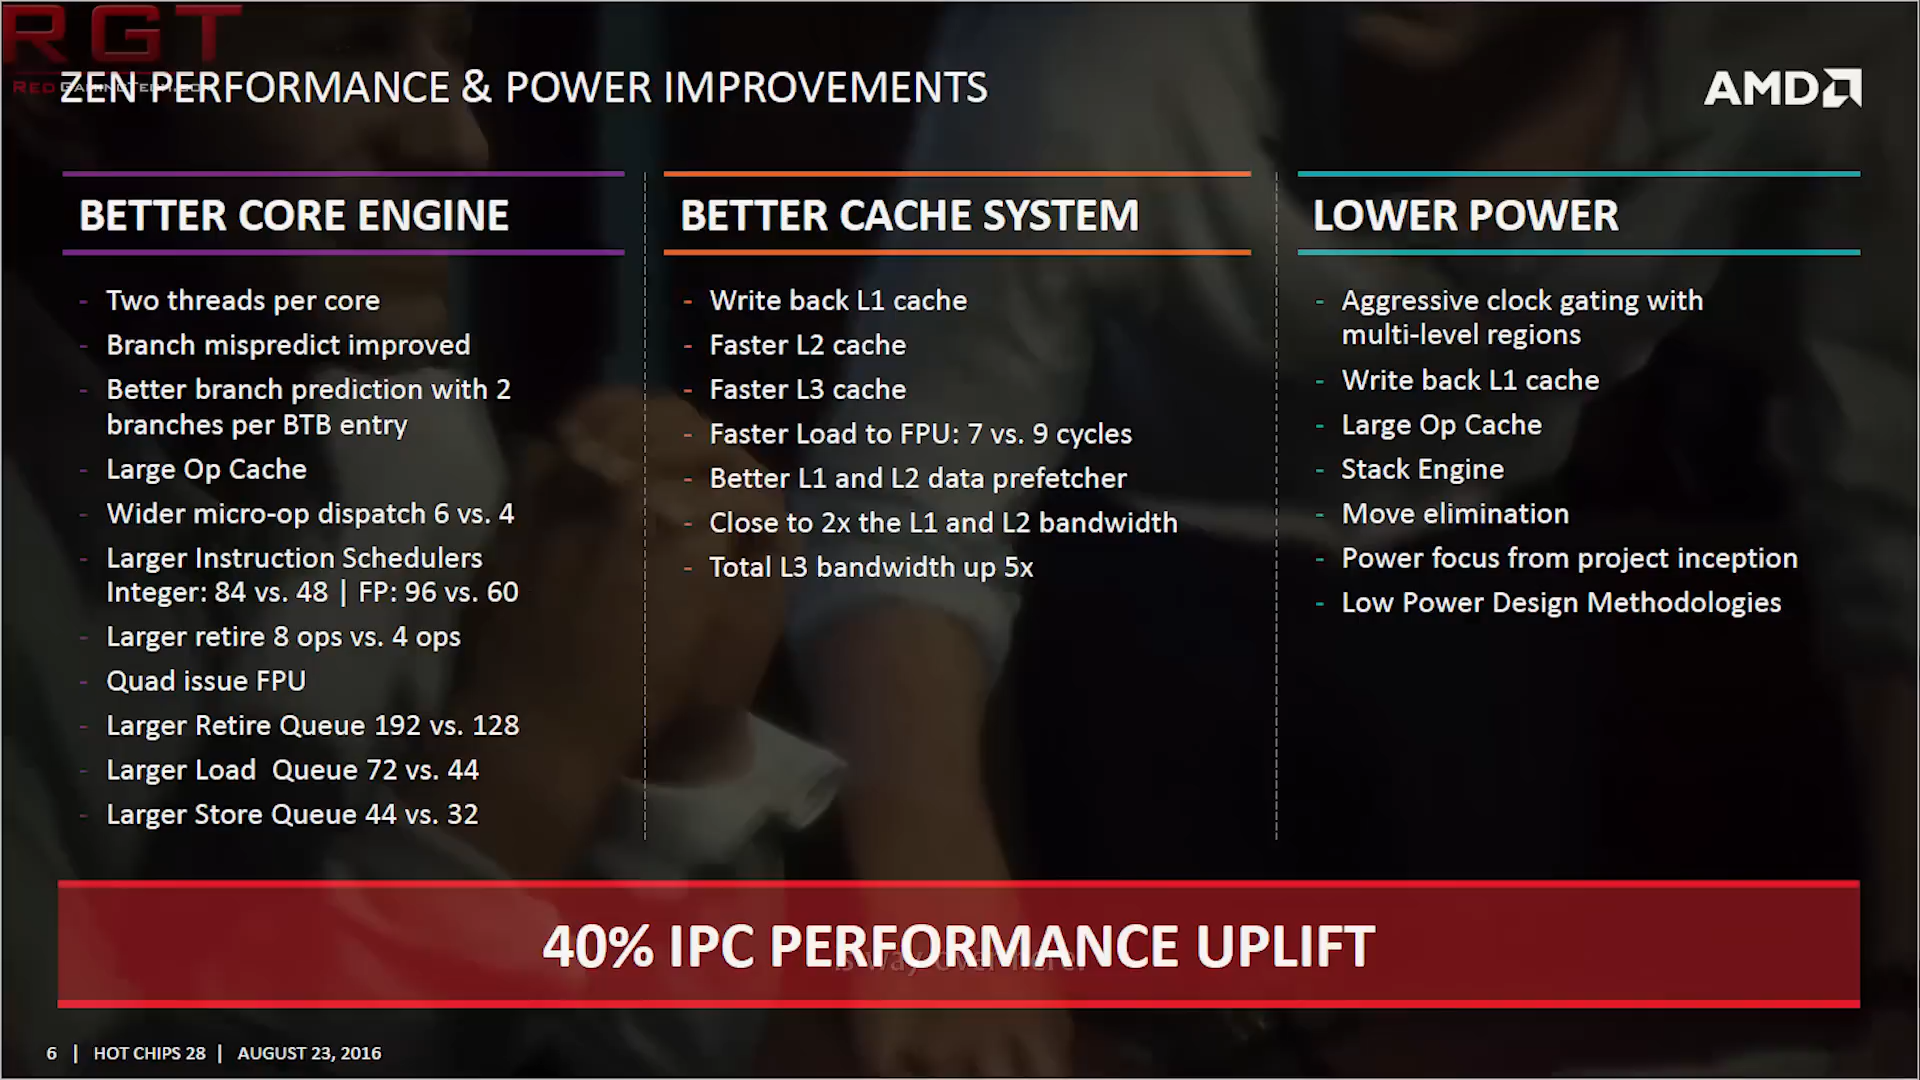 RGT
RED GAMINGTECH.CO
ZEN PERFORMANCE & POWER IMPROVEMENTS
AMD
BETTER CORE ENGINE
- Two threads per core
- Branch mispredict improved
- Better branch prediction with 2
branches per BTB entry
- Large Op Cache
- Wider micro-op dispatch 6 vs. 4
- Larger Instruction Schedulers
Integer: 84 vs. 48 | FP: 96 vs. 60
- Larger retire 8 ops vs. 4 ops
- Quad issue FPU
- Larger Retire Queue 192 vs. 128
- Larger Load  Queue 72 vs. 44
- Larger Store Queue 44 vs. 32
BETTER CACHE SYSTEM
- Write back L1 cache
- Faster L2 cache
- Faster L3 cache
- Faster Load to FPU: 7 vs. 9 cycles
- Better L1 and L2 data prefetcher
- Close to 2x the L1 and L2 bandwidth
- Total L3 bandwidth up 5x
LOWER POWER
- Aggressive clock gating with
multi-level regions
- Write back L1 cache
- Large Op Cache
- Stack Engine
- Move elimination
- Power focus from project inception
- Low Power Design Methodologies
40% IPC PERFORMANCE UPLIFT
is way over here.
6 | HOT CHIPS 28 | AUGUST 23, 2016